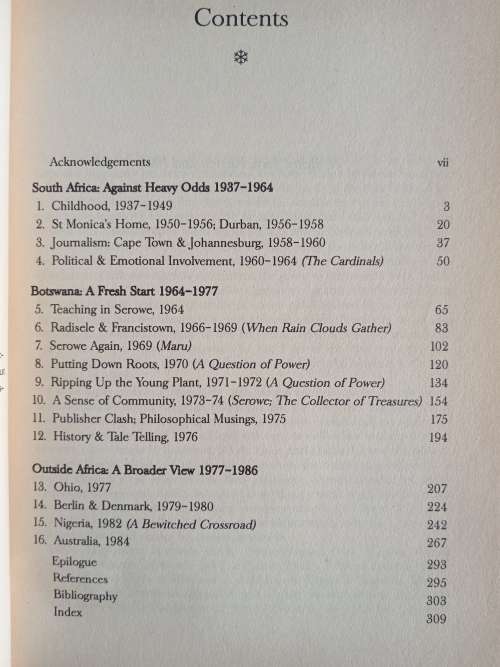 Contents
Acknowledgements vii
South Africa: Against Heavy Odds 1937-1964
1. Childhood, 1937-1949 3
2. St Monica's Home, 1950-1956; Durban, 1956-1958 20
3. Journalism: Cape Town & Johannesburg, 1958-1960 37
4. Political & Emotional Involvement, 1960-1964 (The Cardinals) 50
Botswana: A Fresh Start 1964-1977
5. Teaching in Serowe, 1964 65
6. Radisele & Francistown, 1966-1969 (When Rain Clouds Gather) 83
7. Serowe Again, 1969 (Maru) 102
8. Putting Down Roots, 1970 (A Question of Power) 120
9. Ripping Up the Young Plant, 1971-1972 (A Question of Power) 134
10. A Sense of Community, 1973-74 (Serowe; The Collector of Treasures) 154
11. Publisher Clash; Philosophical Musings, 1975 175
12. History & Tale Telling, 1976 194
Outside Africa: A Broader View 1977-1986
13. Ohio, 1977 207
14. Berlin & Denmark, 1979-1980 224
15. Nigeria, 1982 (A Bewitched Crossroad) 242
16. Australia, 1984 267
Epilogue 293
References 295
Bibliography 303
Index 309